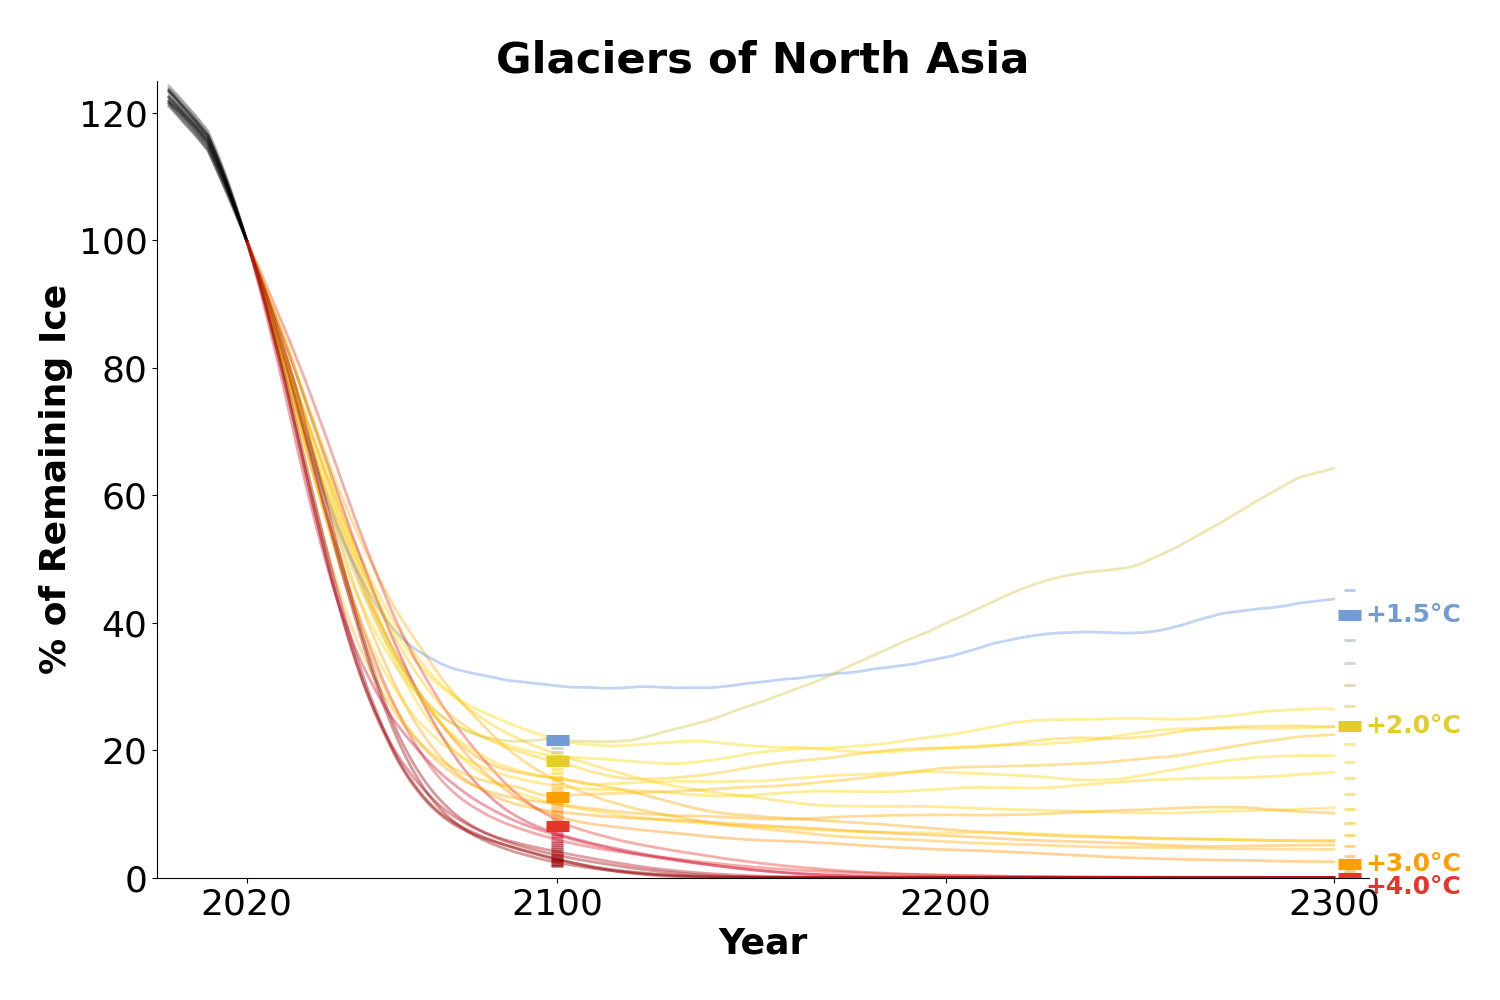 Glaciers of North Asia
% of Remaining Ice
120
100
80
60
40
20
0
+1.5°C
+2.0°C
+3.0°C
+4.0°C
2020
2100
2200
2300
Year